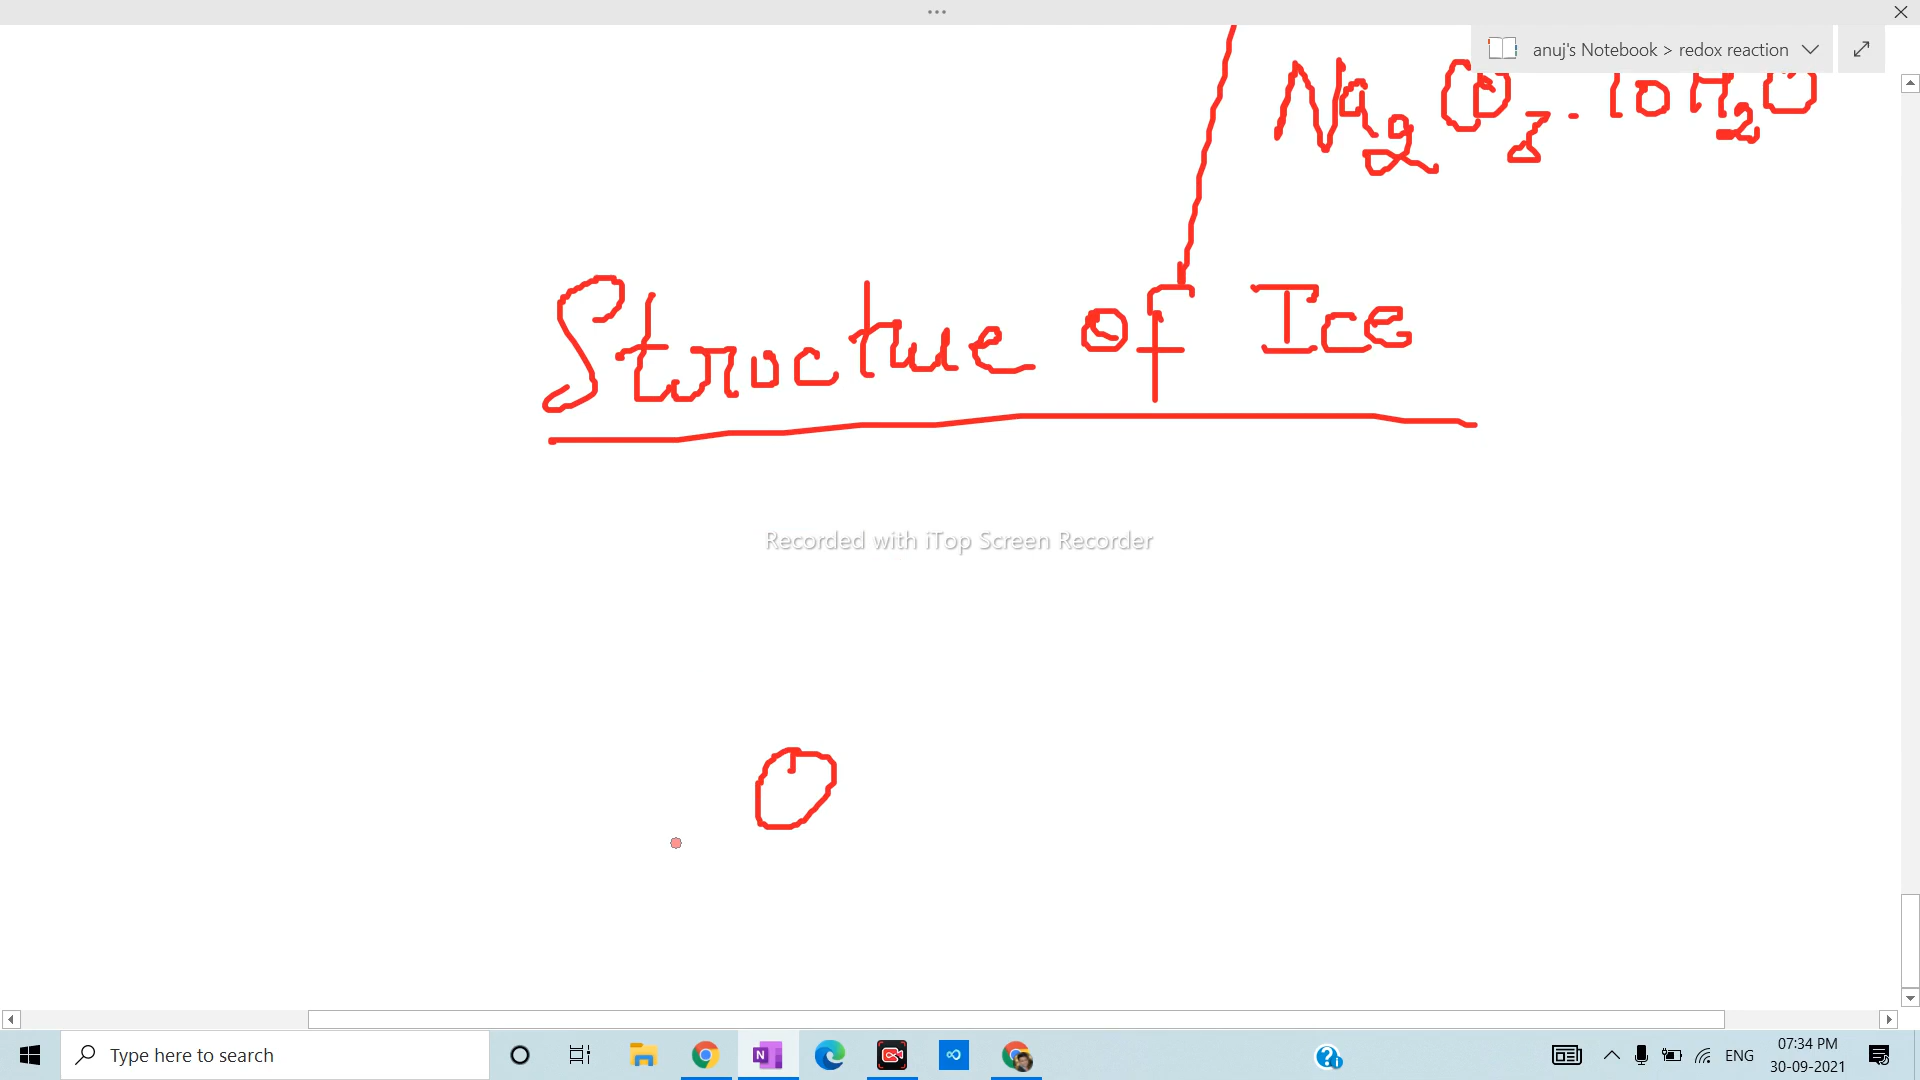 anuj's Notebook > redox reaction
Na2CO3.10H2O
Structue of Ice
Recorded with iTop Screen Recorder
O
Type here to search
ENG
07:34 PM
30-09-2021